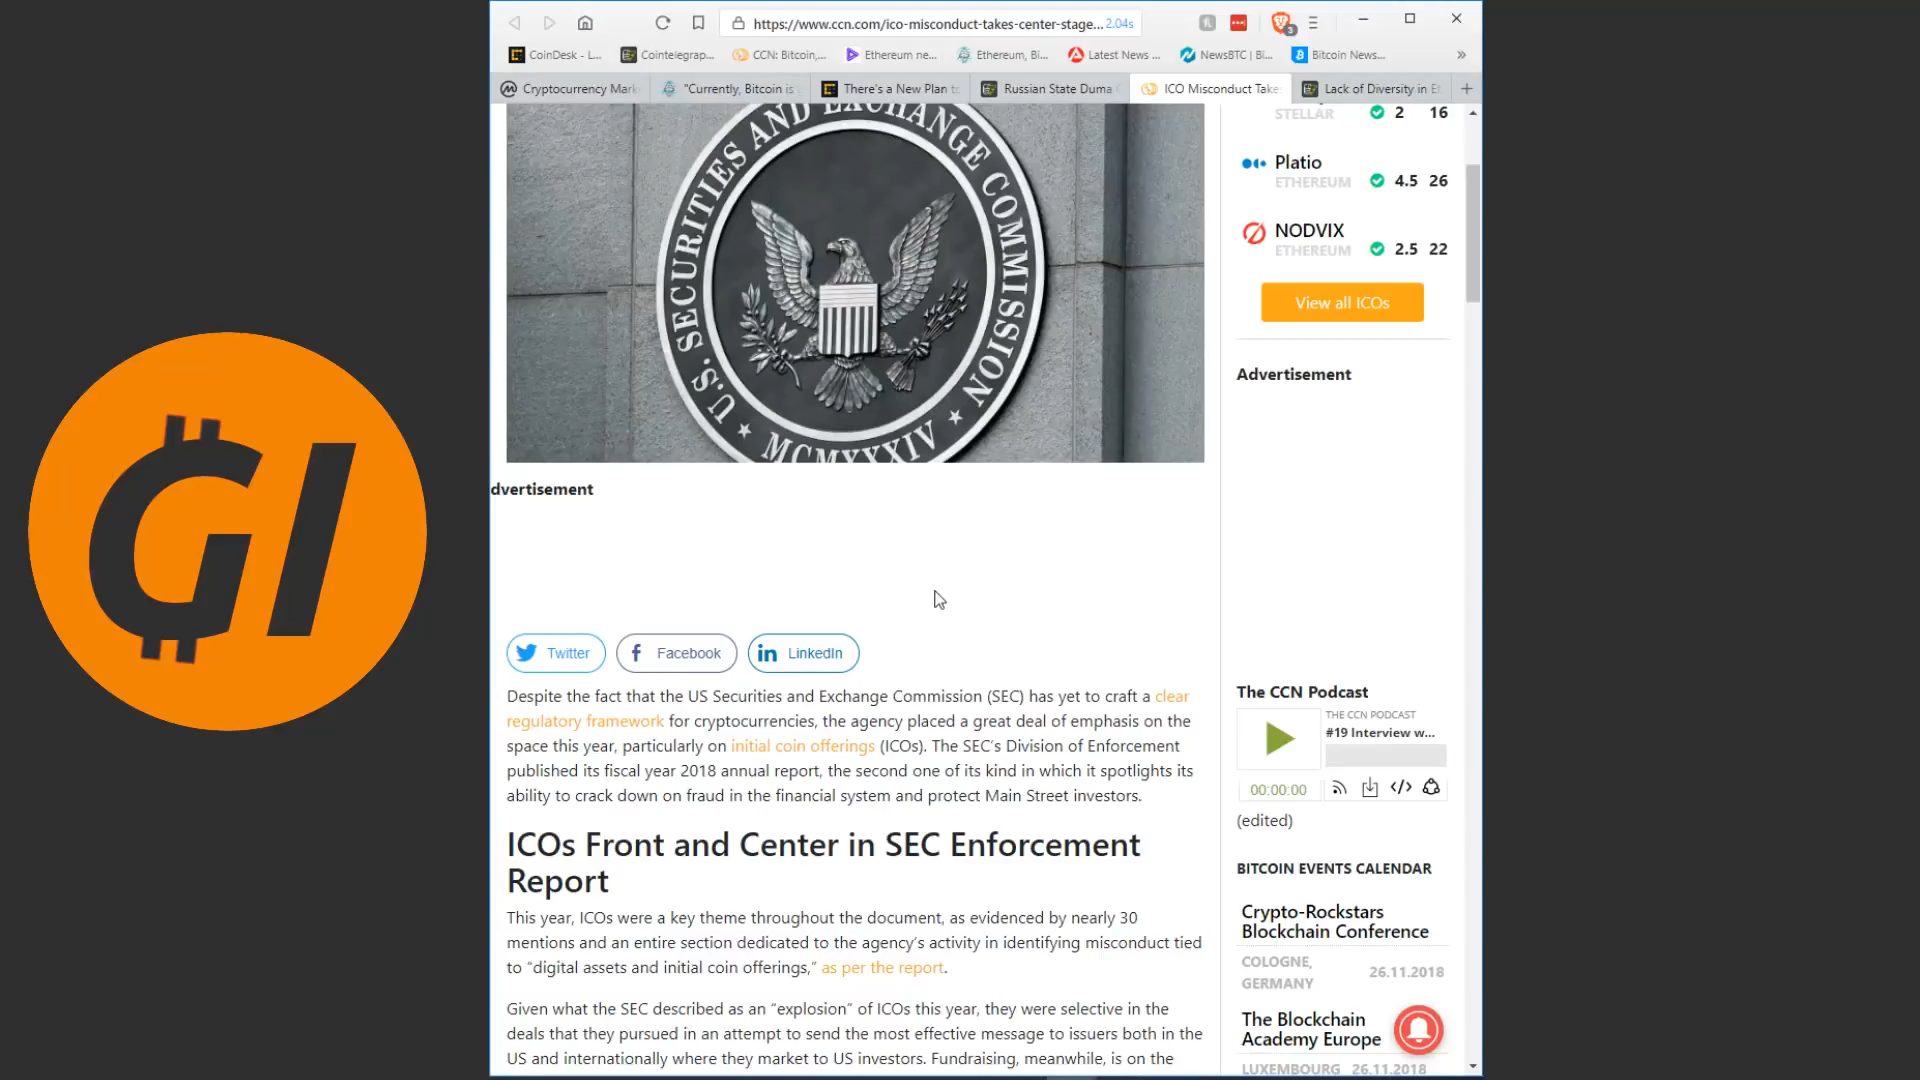 https://www.ccn.com/ico-misconduct-takes-center-stage... 2.04s
3
CoinDesk - L... Cointelegrap... CCN: Bitcoin,... Ethereum ne... Ethereum, Bi... Latest News ... NewsBTC | Bi... Bitcoin News... »
Cryptocurrency Mark "Currently, Bitcoin is There's a New Plan to Russian State Duma ICO Misconduct Take Lack of Diversity in E
U.S. SECURITIES AND EXCHANGE COMMISSION
MCMXXXIV
dvertisement
Twitter Facebook LinkedIn
Despite the fact that the US Securities and Exchange Commission (SEC) has yet to craft a clear
regulatory framework for cryptocurrencies, the agency placed a great deal of emphasis on the
space this year, particularly on initial coin offerings (ICOs). The SEC's Division of Enforcement
published its fiscal year 2018 annual report, the second one of its kind in which it spotlights its
ability to crack down on fraud in the financial system and protect Main Street investors.
ICOs Front and Center in SEC Enforcement
Report
This year, ICOs were a key theme throughout the document, as evidenced by nearly 30
mentions and an entire section dedicated to the agency's activity in identifying misconduct tied
to “digital assets and initial coin offerings,” as per the report.
Given what the SEC described as an “explosion” of ICOs this year, they were selective in the
deals that they pursued in an attempt to send the most effective message to issuers both in the
US and internationally where they market to US investors. Fundraising, meanwhile, is on the
STELLAR 2 16
Platio
ETHEREUM 4.5 26
NODVIX
ETHEREUM 2.5 22
View all ICOs
Advertisement
The CCN Podcast
THE CCN PODCAST
#19 Interview w...
00:00:00
(edited)
BITCOIN EVENTS CALENDAR
Crypto-Rockstars
Blockchain Conference
COLOGNE,
GERMANY 26.11.2018
The Blockchain
Academy Europe
LUXEMBOURG 26.11.2018
GI